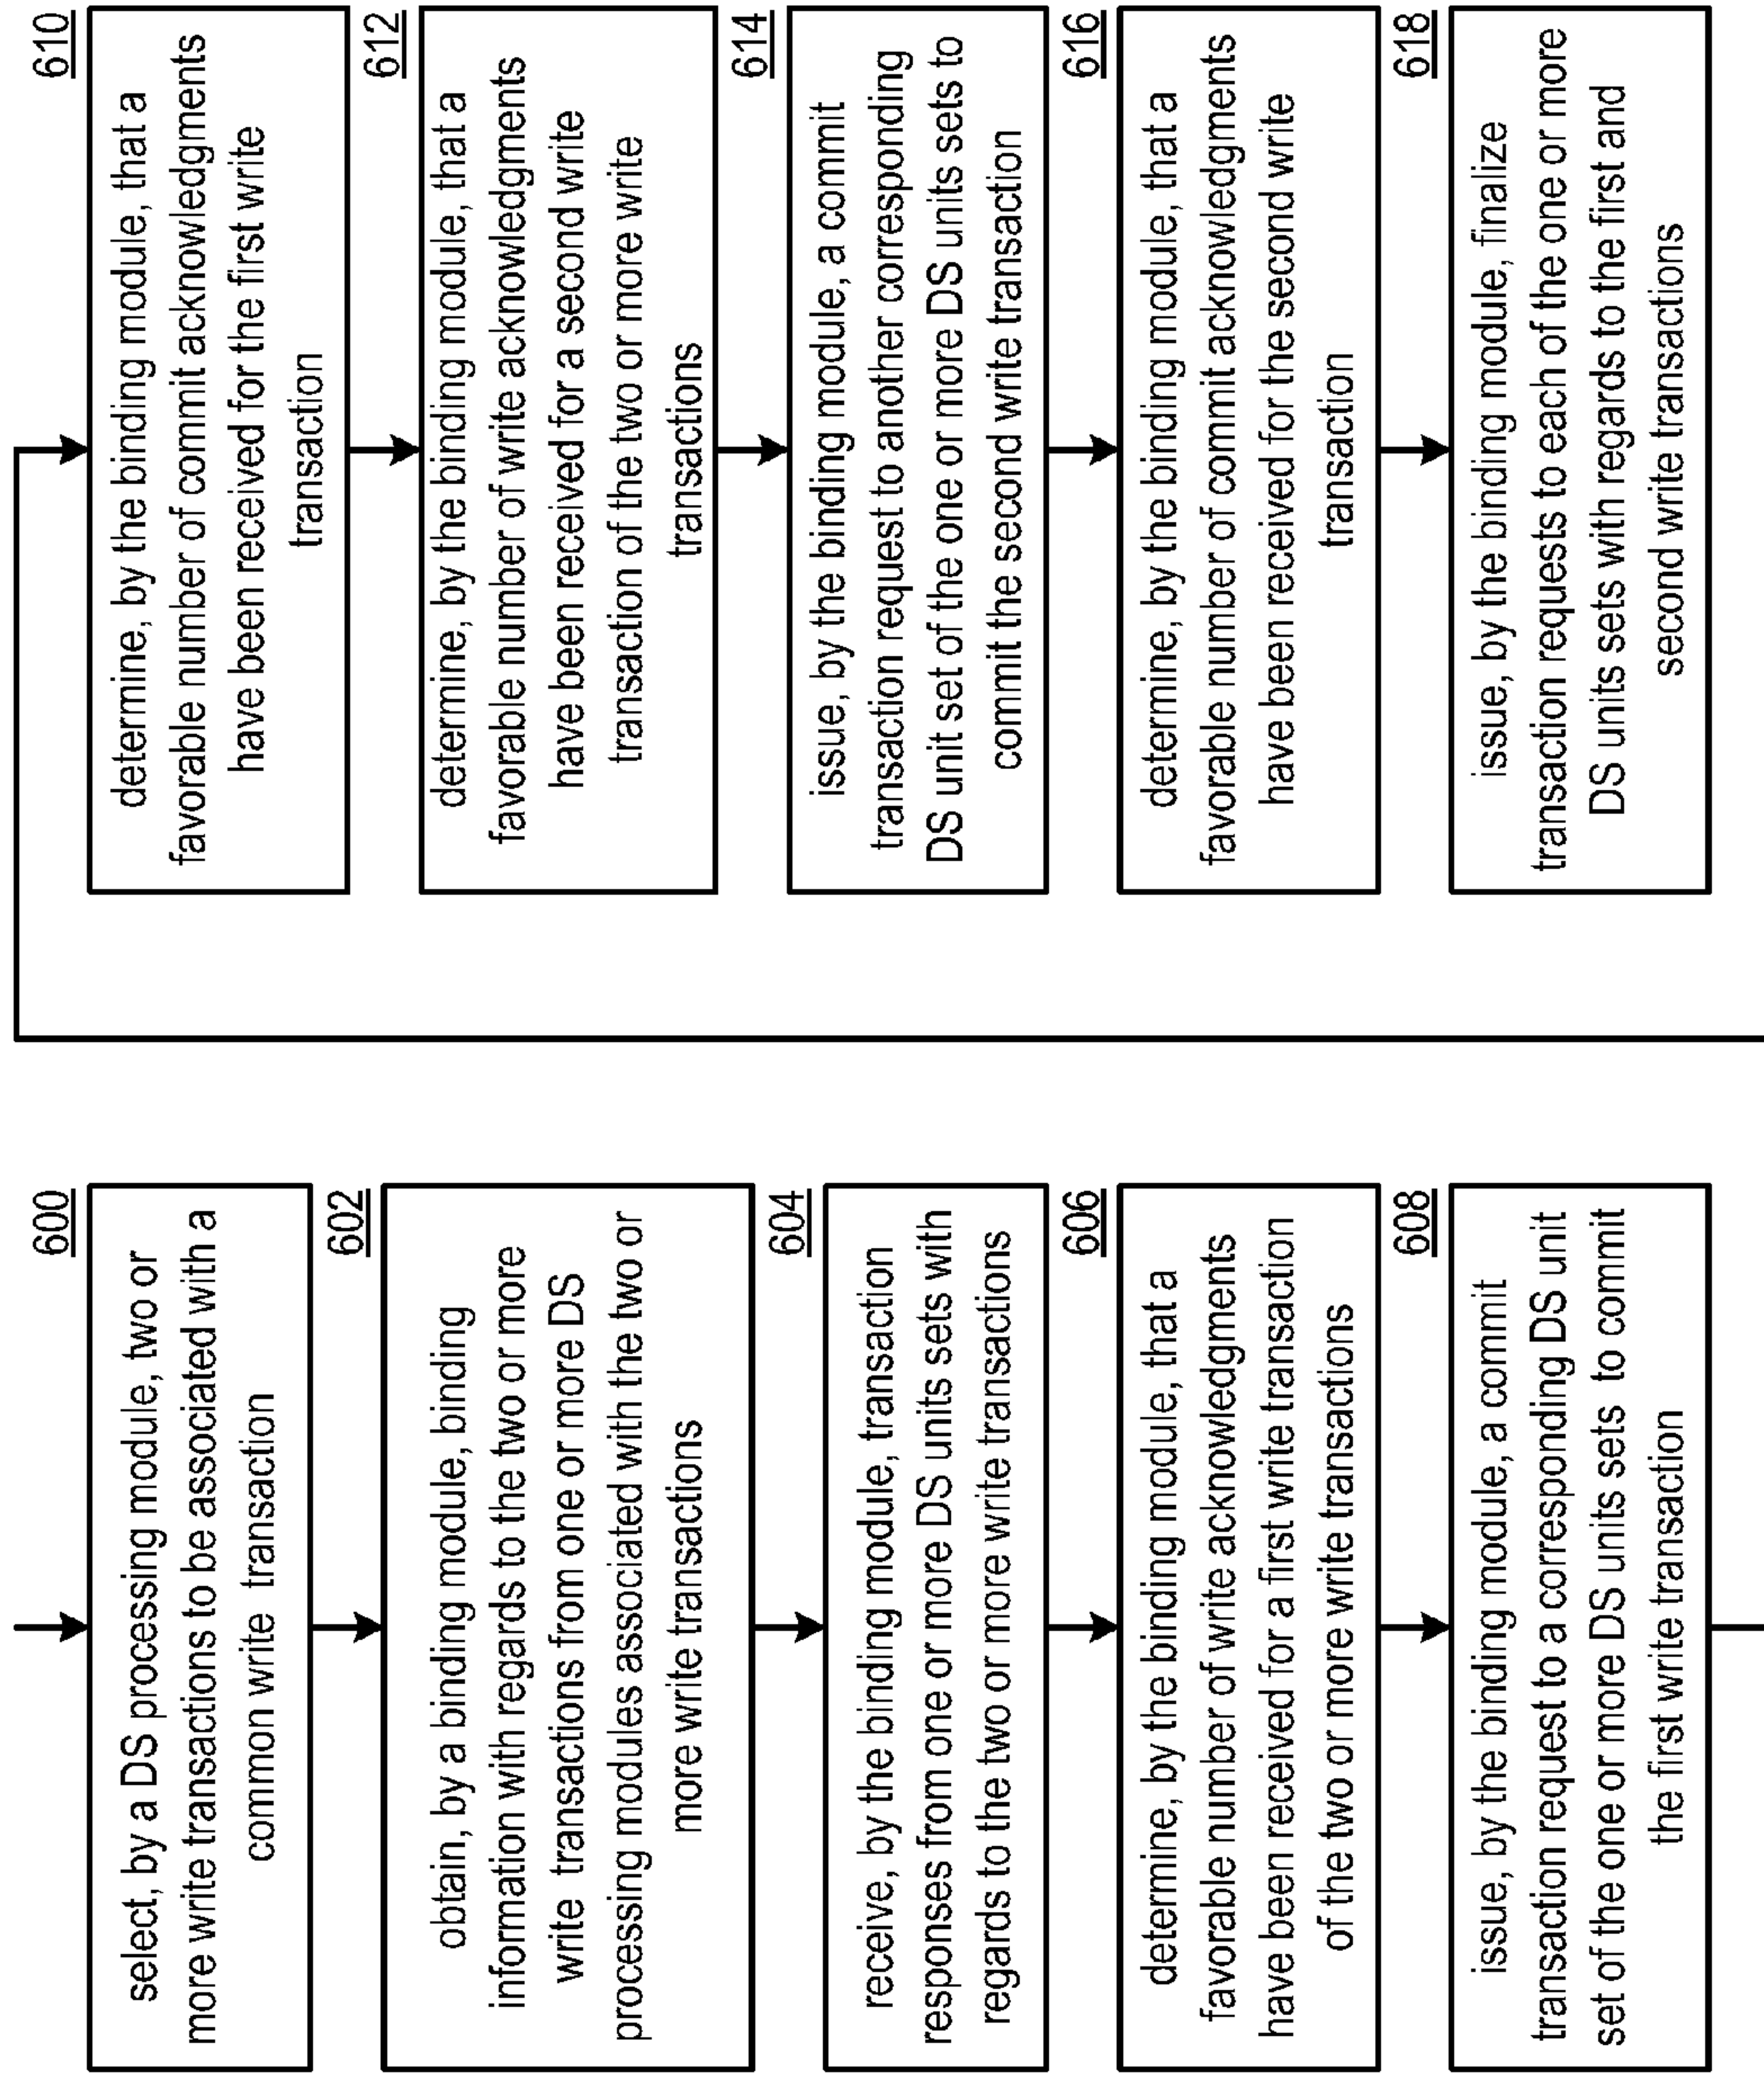 600
select, by a DS processing module, two or
more write transactions to be associated with a
common write transaction
602
obtain, by a binding module, binding
information with regards to the two or more
write transactions from one or more DS
processing modules associated with the two or
more write transactions
604
receive, by the binding module, transaction
responses from one or more DS units sets with
regards to the two or more write transactions
606
determine, by the binding module, that a
favorable number of write acknowledgments
have been received for a first write transaction
of the two or more write transactions
608
issue, by the binding module, a commit
transaction request to a corresponding DS unit
set of the one or more DS units sets to commit
the first write transaction
610
determine, by the binding module, that a
favorable number of commit acknowledgments
have been received for the first write
transaction
612
determine, by the binding module, that a
favorable number of write acknowledgments
have been received for a second write
transaction of the two or more write
transactions
614
issue, by the binding module, a commit
transaction request to another corresponding
DS unit set of the one or more DS units sets to
commit the second write transaction
616
determine, by the binding module, that a
favorable number of commit acknowledgments
have been received for the second write
transaction
618
issue, by the binding module, finalize
transaction requests to each of the one or more
DS units sets with regards to the first and
second write transactions